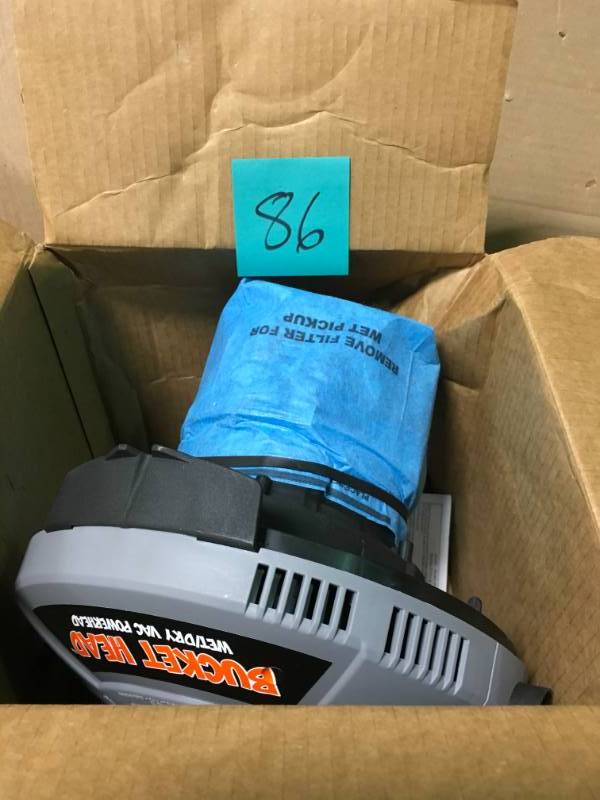 86
REMOVE FILTER FOR
WET PICKUP
BUCKET HEAD
WET/DRY VAC POWERHEAD